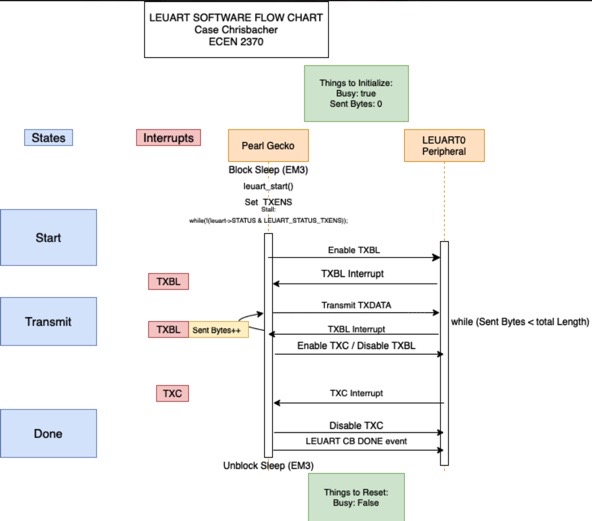 LEUART SOFTWARE FLOW CHART
Case Chrisbacher
ECEN 2370
Things to Initialize:
Busy: true
Sent Bytes: 0
States
Interrupts
Pearl Gecko
LEUART0
Peripheral
Block Sleep (EM3)
leuart_start()
Set TXENS
Stall:
while(!(leuart->STATUS & LEUART_STATUS_TXENS));
Start
Enable TXBL
TXBL
TXBL Interrupt
Transmit
Transmit TXDATA
while (Sent Bytes < total Length)
TXBL
Sent Bytes++
TXBL Interrupt
Enable TXC / Disable TXBL
TXC
TXC Interrupt
Done
Disable TXC
LEUART CB DONE event
Unblock Sleep (EM3)
Things to Reset:
Busy: False